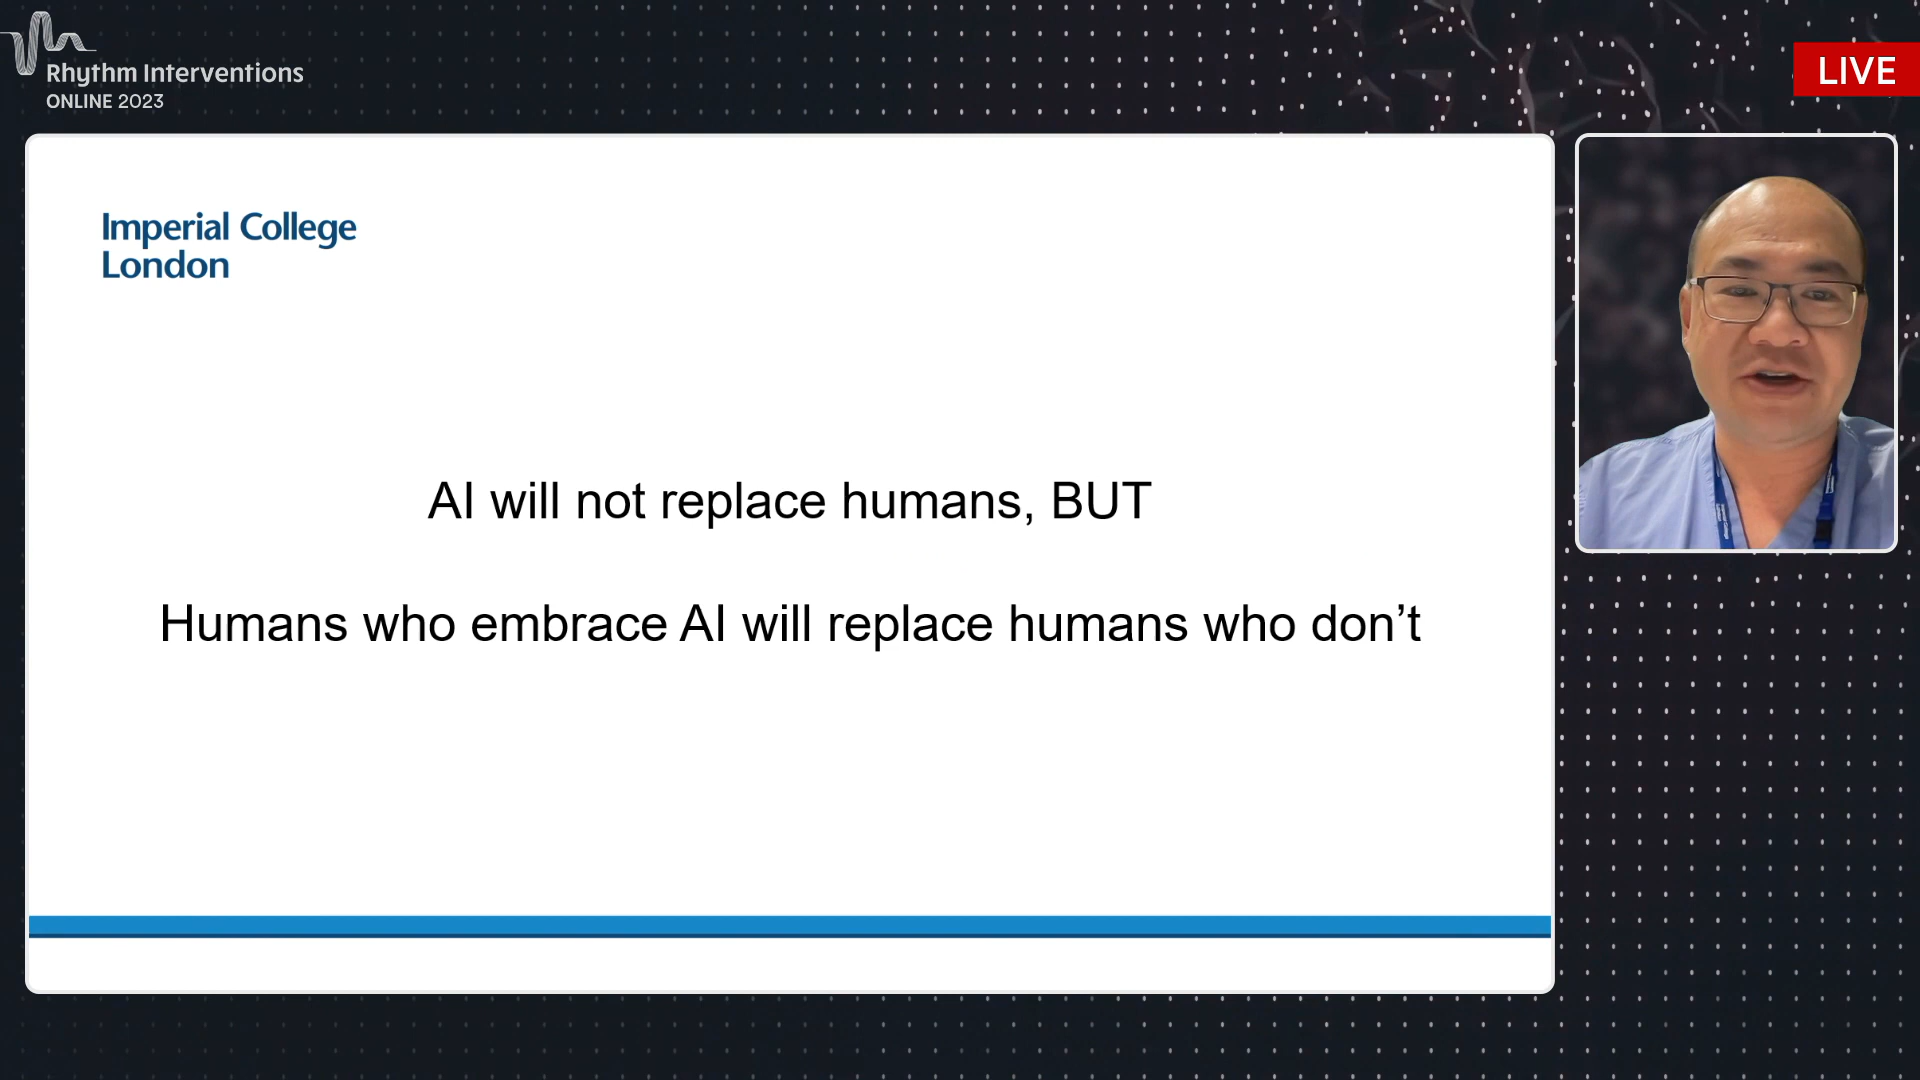 Rhythm Interventions
ONLINE 2023
LIVE
Imperial College
London
AI will not replace humans, BUT
Humans who embrace AI will replace humans who don’t